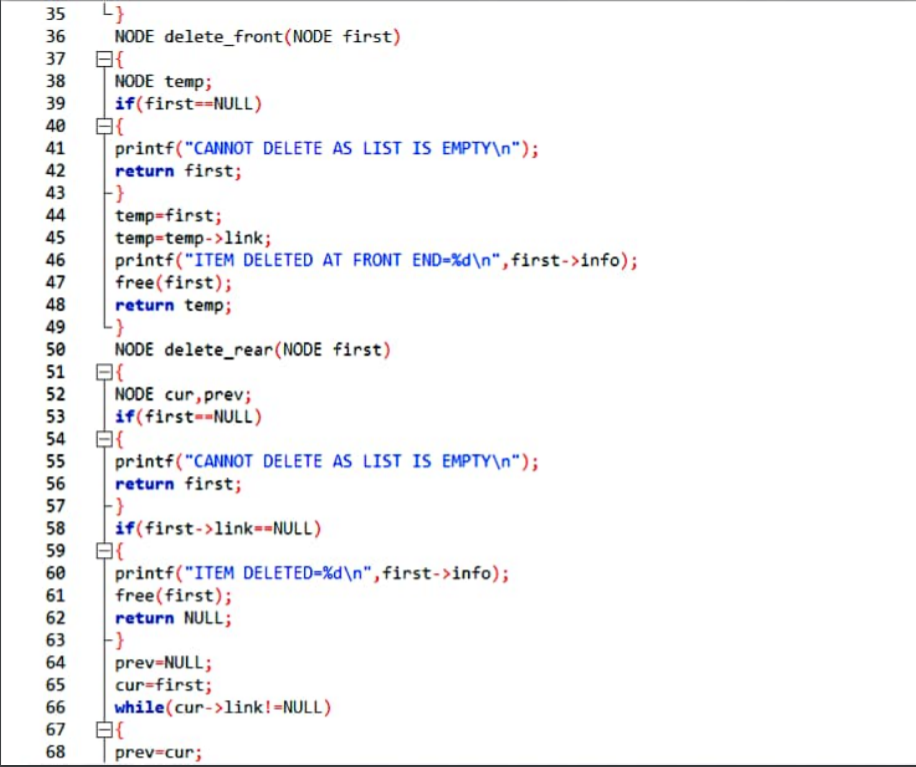 35 }
36 NODE delete_front(NODE first)
37 {
38 NODE temp;
39 if(first==NULL)
40 {
41 printf("CANNOT DELETE AS LIST IS EMPTY\n");
42 return first;
43 }
44 temp=first;
45 temp=temp->link;
46 printf("ITEM DELETED AT FRONT END=%d\n",first->info);
47 free(first);
48 return temp;
49 }
50 NODE delete_rear(NODE first)
51 {
52 NODE cur,prev;
53 if(first==NULL)
54 {
55 printf("CANNOT DELETE AS LIST IS EMPTY\n");
56 return first;
57 }
58 if(first->link==NULL)
59 {
60 printf("ITEM DELETED=%d\n",first->info);
61 free(first);
62 return NULL;
63 }
64 prev=NULL;
65 cur=first;
66 while(cur->link!=NULL)
67 {
68 prev=cur;